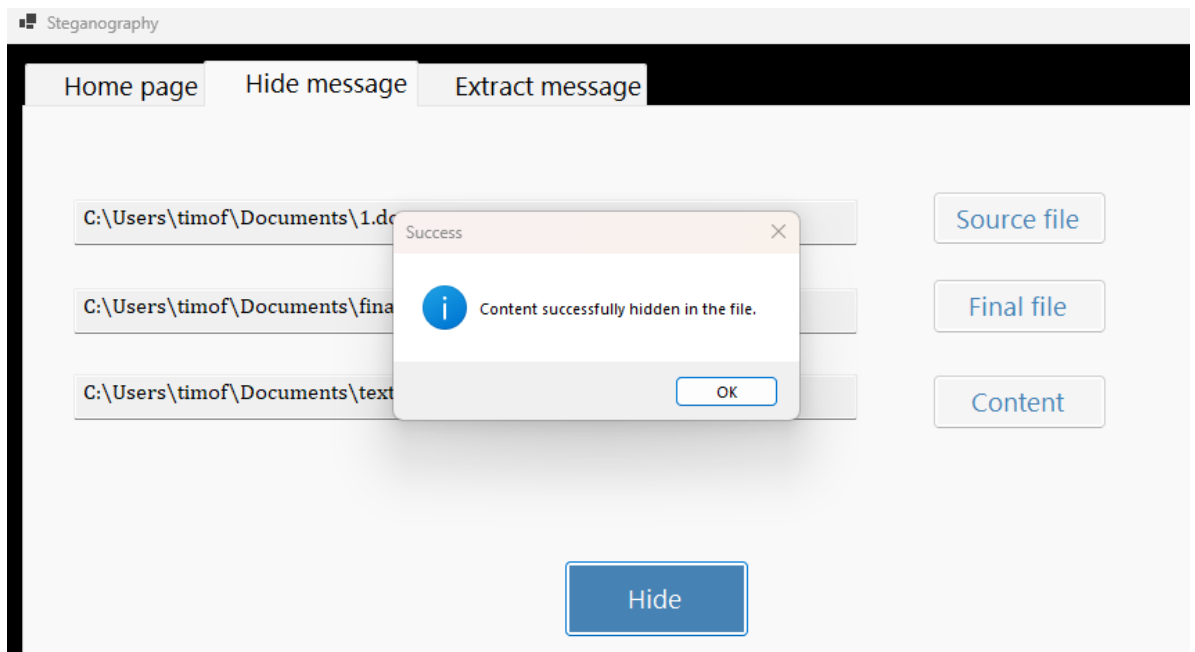 Steganography
Home page Hide message Extract message
C:\Users\timof\Documents\1.do
Source file
Success
Content successfully hidden in the file.
OK
C:\Users\timof\Documents\fina
Final file
C:\Users\timof\Documents\text
Content
Hide